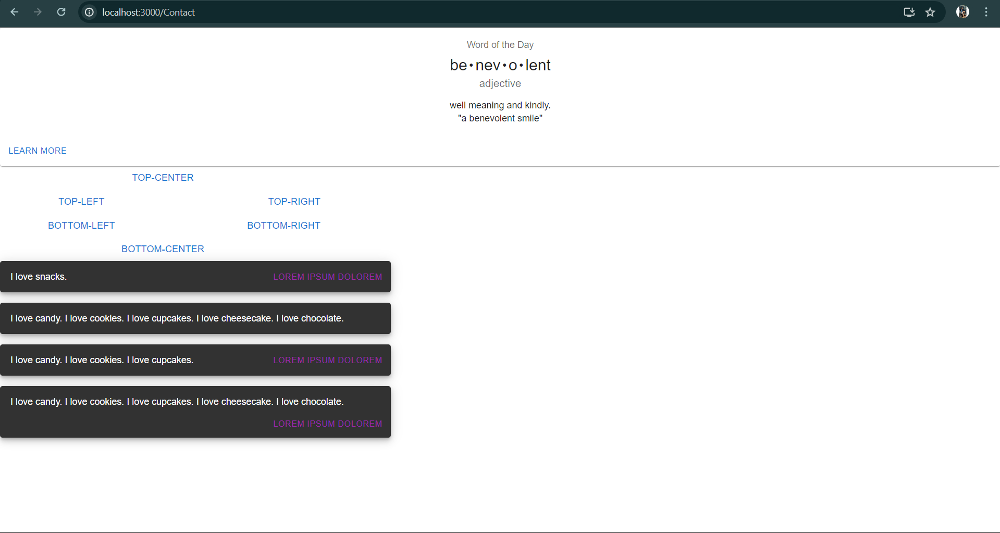 localhost:3000/Contact
Word of the Day
be•nev•o•lent
adjective
well meaning and kindly.
"a benevolent smile"
LEARN MORE
TOP-CENTER
TOP-LEFT TOP-RIGHT
BOTTOM-LEFT BOTTOM-RIGHT
BOTTOM-CENTER
I love snacks. LOREM IPSUM DOLOREM
I love candy. I love cookies. I love cupcakes. I love cheesecake. I love chocolate.
I love candy. I love cookies. I love cupcakes. LOREM IPSUM DOLOREM
I love candy. I love cookies. I love cupcakes. I love cheesecake. I love chocolate.
LOREM IPSUM DOLOREM